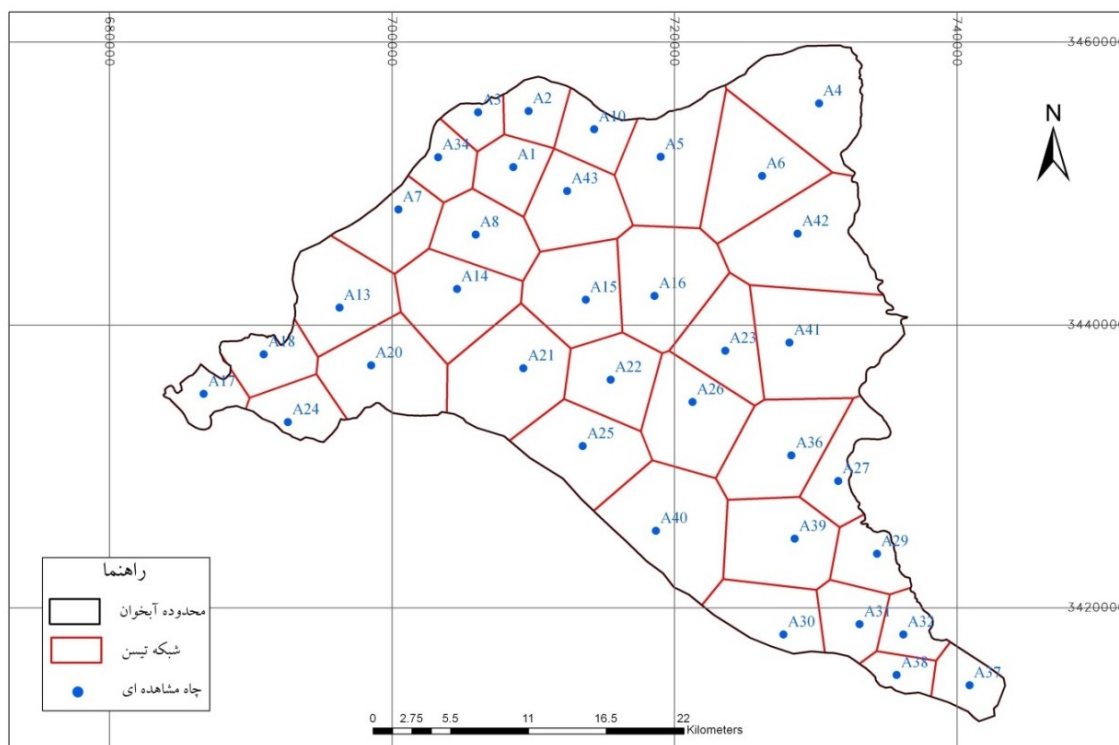 680000 700000 720000 740000
3460000
N
A4
A3 A2
A10
A34 A1 A5
A43 A6
A7
A8 A42
A14
A13 A15 A16
3440000
A18 A20 A21 A23 A41
A22
A17 A26
A24
A25 A36
A27
A40 A39
A29
راهنما
محدوده آبخوان
شبکه تیسن
چاه مشاهده ای
3420000
A30 A31 A32
A38 A37
0 2.75 5.5 11 16.5 22
Kilometers